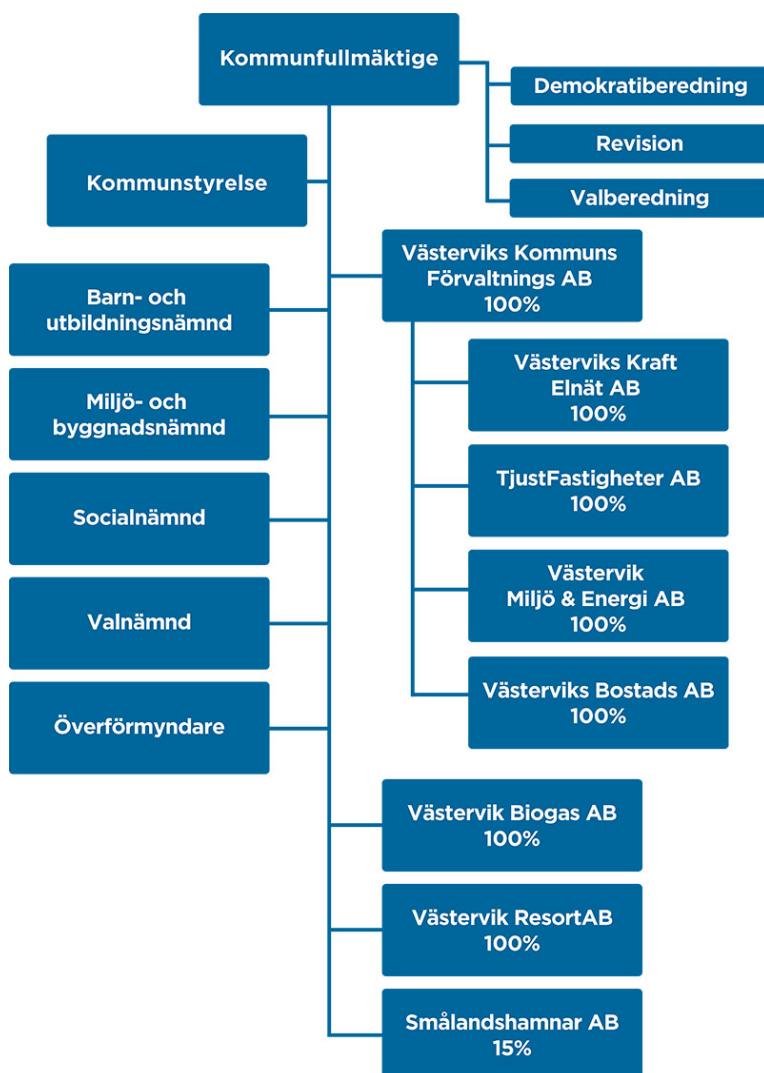 Kommunfullmäktige
Demokratiberedning
Revision
Valberedning
Kommunstyrelse
Barn- och
utbildningsnämnd
Miljö- och
byggnadsnämnd
Socialnämnd
Valnämnd
Överförmyndare
Västerviks Kommuns
Förvaltnings AB
100%
Västerviks Kraft
Elnät AB
100%
TjustFastigheter AB
100%
Västervik
Miljö & Energi AB
100%
Västerviks Bostads AB
100%
Västervik Biogas AB
100%
Västervik ResortAB
100%
Smålandshamnar AB
15%